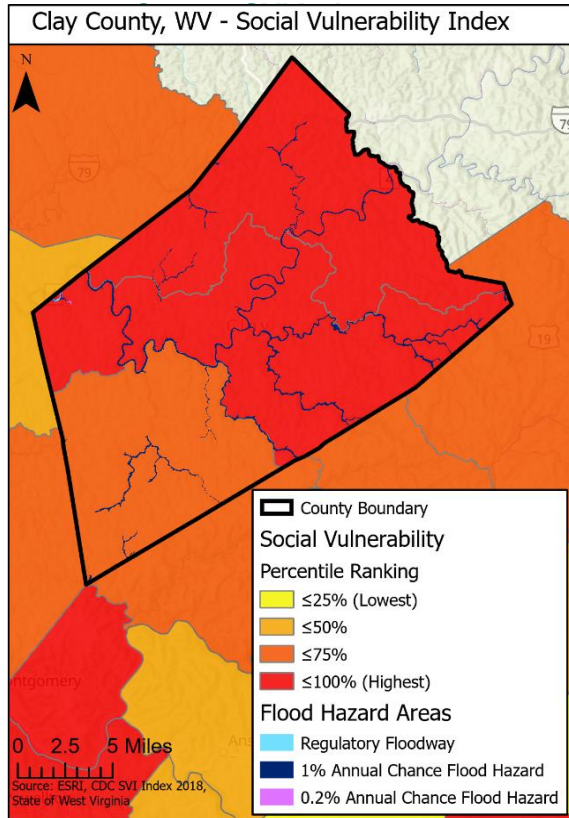 Clay County, WV - Social Vulnerability Index
N
79
79
19
County Boundary
Social Vulnerability
Percentile Ranking
≤25% (Lowest)
≤50%
≤75%
≤100% (Highest)
Flood Hazard Areas
Regulatory Floodway
1% Annual Chance Flood Hazard
0.2% Annual Chance Flood Hazard
ntgomery
0 2.5 5 Miles
Source: ESRI, CDC SVI Index 2018,
State of West Virginia